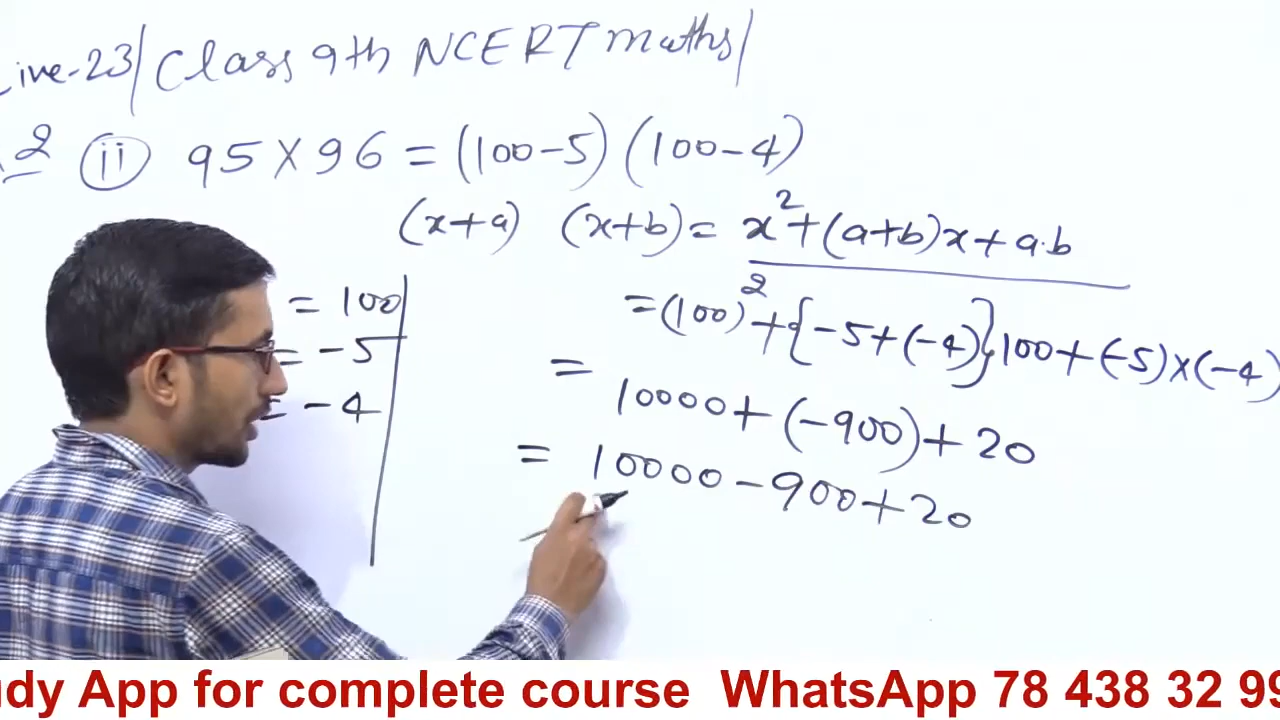 ive-23| Class 9th NCERT maths|
2 (ii) 95 X 96 = (100-5) (100-4)
(x+a) (x+b) = x²+(a+b)x+a.b
= 100
= -5
= -4
=(100)²+{-5+(-4)}100+(-5)×(-4)
= 10000+(-900)+20
= 10000-900+20
dy App for complete course WhatsApp 78 438 32 99